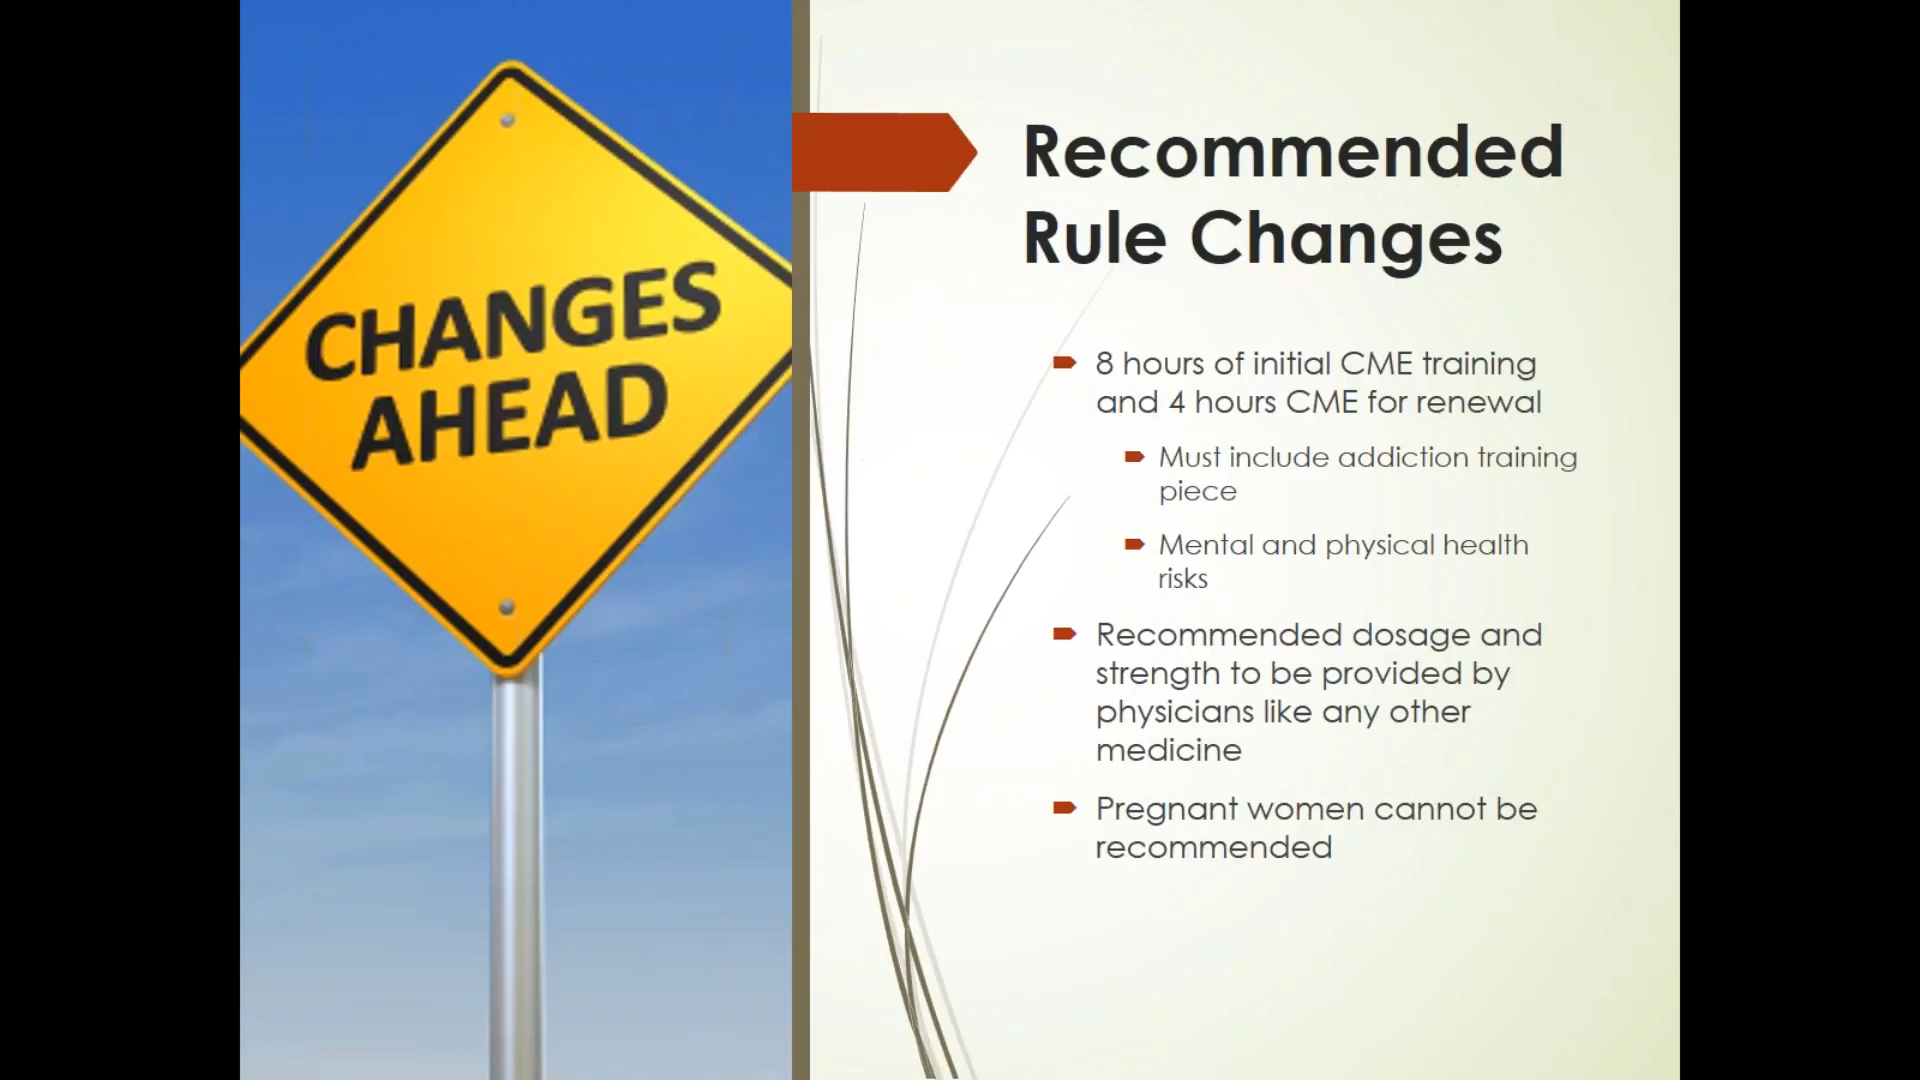 CHANGES
AHEAD
Recommended
Rule Changes
8 hours of initial CME training
and 4 hours CME for renewal
Must include addiction training
piece
Mental and physical health
risks
Recommended dosage and
strength to be provided by
physicians like any other
medicine
Pregnant women cannot be
recommended